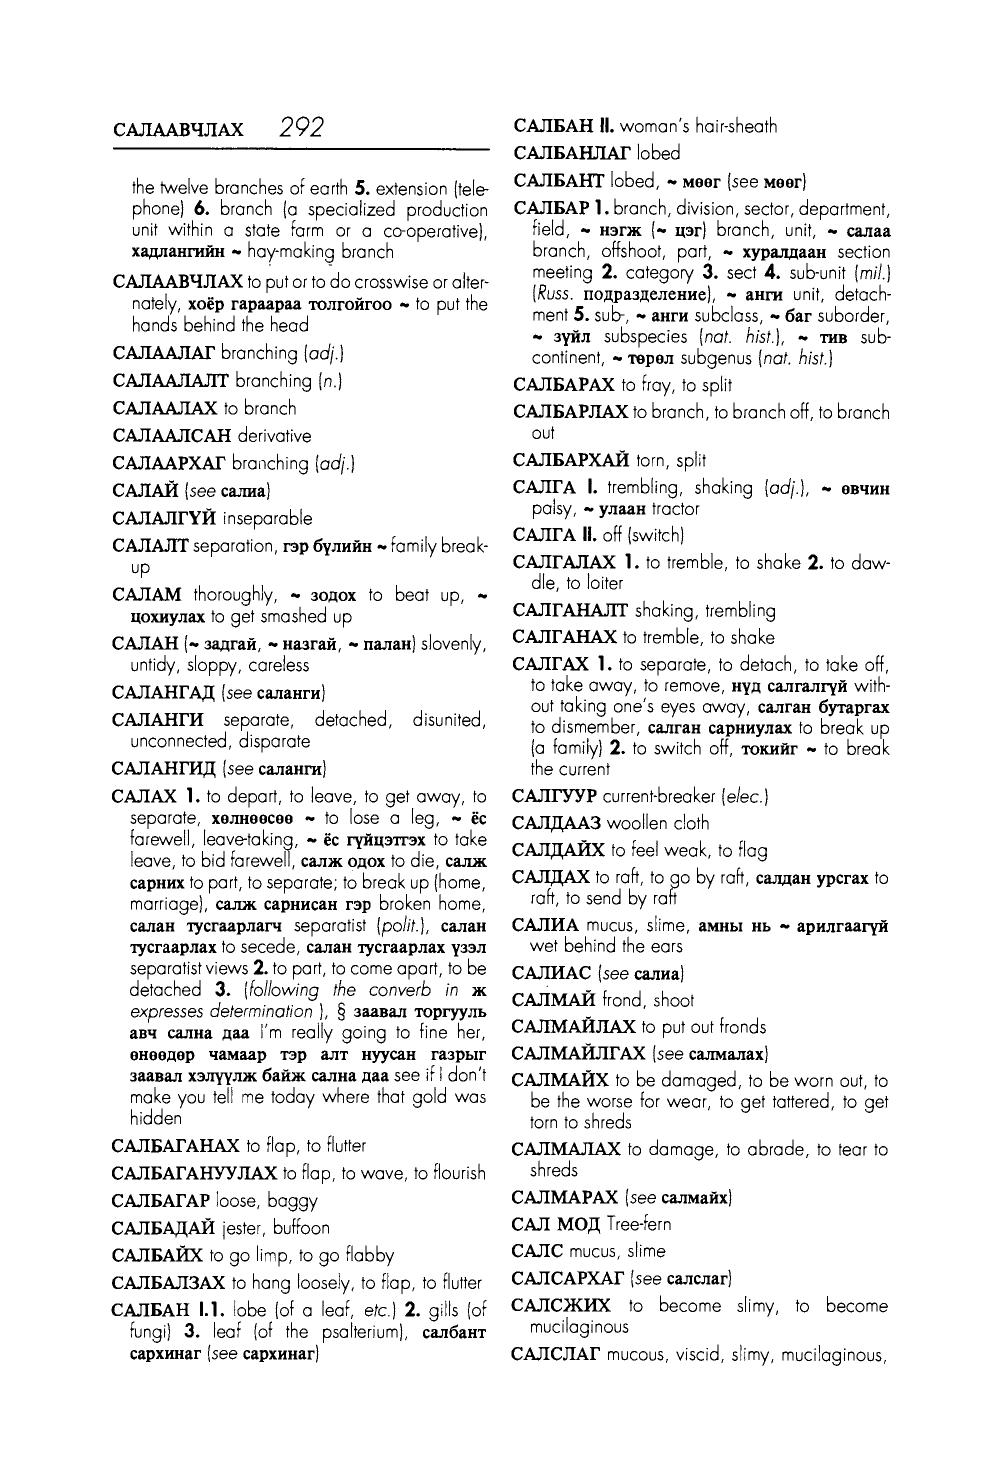 САЛААВЧЛАХ 292
the twelve branches of earth 5. extension (tele-
phone) 6. branch (a specialized production
unit within a state farm or a co-operative),
хадлангийн ~ hay-making branch
САЛААВЧЛАХ to put or to do crosswise or alter-
nately, хоёр гараараа толгойгоо ~ to put the
hands behind the head
САЛААЛАГ branching (adj.)
САЛААЛАЛТ branching (n.)
САЛААЛАХ to branch
САЛААЛСАН derivative
САЛААРХАГ branching (adj.)
САЛАЙ (see салиа)
САЛАЛГҮЙ inseparable
САЛАЛТ separation, гэр бүлийн ~ family break-
up
САЛАМ thoroughly, ~ зодох to beat up, ~
цохиулах to get smashed up
САЛАН (~ задгай, ~ назгай, ~ палан) slovenly,
untidy, sloppy, careless
САЛАНГАД (see саланги)
САЛАНГИ separate, detached, disunited,
unconnected, disparate
САЛАНГИД (see саланги)
САЛАХ 1. to depart, to leave, to get away, to
separate, хөлнөөсөө ~ to lose a leg, ~ ёс
farewell, leave-taking, ~ ёс гүйцэтгэх to take
leave, to bid farewell, салж одох to die, салж
сарних to part, to separate; to break up (home,
marriage), салж сарнисан гэр broken home,
салан тусгаарлагч separatist (polit.), салан
тусгаарлах to secede, салан тусгаарлах үзэл
separatist views 2. to part, to come apart, to be
detached 3. (following the converb in ж
expresses determination ), § заавал торгууль
авч сална даа I'm really going to fine her,
өнөөдөр чамаар тэр алт нуусан газрыг
заавал хэлүүлж байж сална даа see if I don't
make you tell me today where that gold was
hidden
САЛБАГАНАХ to flap, to flutter
САЛБАГАНУУЛАХ to flap, to wave, to flourish
САЛБАГАР loose, baggy
САЛБАДАЙ jester, buffoon
САЛБАЙХ to go limp, to go flabby
САЛБАЛЗАХ to hang loosely, to flap, to flutter
САЛБАН I.1. lobe (of a leaf, etc.) 2. gills (of
fungi) 3. leaf (of the psalterium), салбант
сархинаг (see сархинаг)
САЛБАН II. woman's hair-sheath
САЛБАНЛАГ lobed
САЛБАНТ lobed, ~ мөөг (see мөөг)
САЛБАР 1. branch, division, sector, department,
field, ~ нэгж (~ цэг) branch, unit, ~ салаа
branch, offshoot, part, ~ хуралдаан section
meeting 2. category 3. sect 4. sub-unit (mil.)
(Russ. подразделение), ~ анги unit, detach-
ment 5. sub-, ~ анги subclass, ~ баг suborder,
~ зүйл subspecies (nat. hist.), ~ тив sub-
continent, ~ төрөл subgenus (nat. hist.)
САЛБАРАХ to fray, to split
САЛБАРЛАХ to branch, to branch off, to branch
out
САЛБАРХАЙ torn, split
САЛГА I. trembling, shaking (adj.), ~ өвчин
palsy, ~ улаан tractor
САЛГА II. off (switch)
САЛГАЛАХ 1. to tremble, to shake 2. to daw-
dle, to loiter
САЛГАНАЛТ shaking, trembling
САЛГАНАХ to tremble, to shake
САЛГАХ 1. to separate, to detach, to take off,
to take away, to remove, нүд салгалгүй with-
out taking one's eyes away, салган бутаргах
to dismember, салган сарниулах to break up
(a family) 2. to switch off, токийг ~ to break
the current
САЛГУУР current-breaker (elec.)
САЛДААЗ woollen cloth
САЛДАЙХ to feel weak, to flag
САЛДАХ to raft, to go by raft, салдан урсгах to
raft, to send by raft
САЛИА mucus, slime, амны нь ~ арилгаагүй
wet behind the ears
САЛИАС (see салиа)
САЛМАЙ frond, shoot
САЛМАЙЛАХ to put out fronds
САЛМАЙЛГАХ (see салмалах)
САЛМАЙХ to be damaged, to be worn out, to
be the worse for wear, to get tattered, to get
torn to shreds
САЛМАЛАХ to damage, to abrade, to tear to
shreds
САЛМАРАХ (see салмайх)
САЛ МОД Tree-fern
САЛС mucus, slime
САЛСАРХАГ (see салслаг)
САЛСЖИХ to become slimy, to become
mucilaginous
САЛСЛАГ mucous, viscid, slimy, mucilaginous,